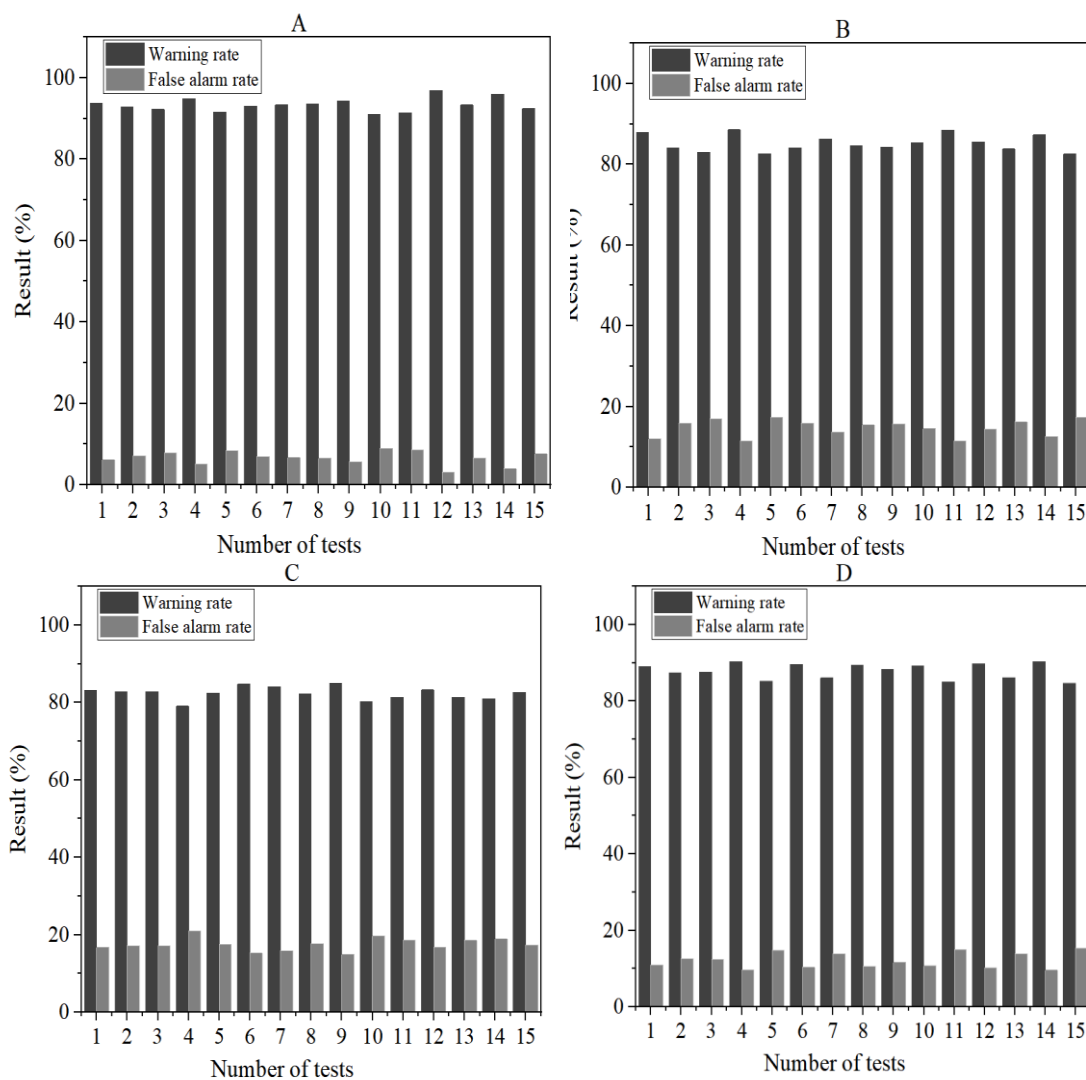 A
Warning rate
False alarm rate
100
80
60
40
20
0
Result (%)
1 2 3 4 5 6 7 8 9 10 11 12 13 14 15
Number of tests
B
Warning rate
False alarm rate
100
80
60
40
20
0
Result (%)
1 2 3 4 5 6 7 8 9 10 11 12 13 14 15
Number of tests
C
Warning rate
False alarm rate
100
80
60
40
20
0
Result (%)
1 2 3 4 5 6 7 8 9 10 11 12 13 14 15
Number of tests
D
Warning rate
False alarm rate
100
80
60
40
20
0
Result (%)
1 2 3 4 5 6 7 8 9 10 11 12 13 14 15
Number of tests